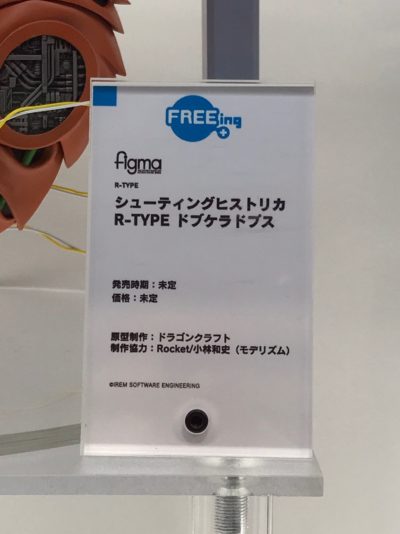 FREEing
figma
R-TYPE
シューティングヒストリカ
R-TYPE ドブケラドプス
発売時期：未定
価格：未定
原型制作：ドラゴンクラフト
制作協力：Rocket/小林和史（モデリズム）
©IREM SOFTWARE ENGINEERING